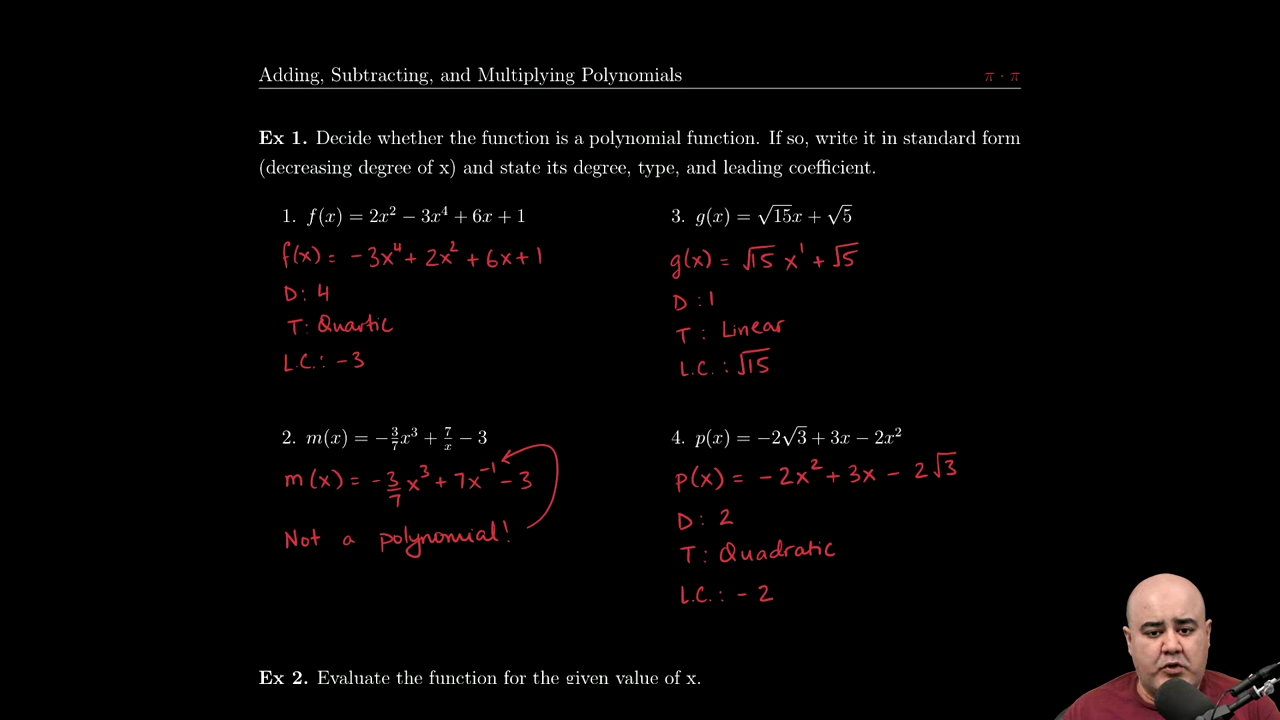 Adding, Subtracting, and Multiplying Polynomials π · π
Ex 1. Decide whether the function is a polynomial function. If so, write it in standard form
(decreasing degree of x) and state its degree, type, and leading coefficient.
1. f(x) = 2x² − 3x⁴ + 6x + 1
f(x) = −3x⁴ + 2x² + 6x + 1
D: 4
T: Quartic
L.C.: −3
2. m(x) = −3/7x³ + 7/x − 3
m(x) = −3/7 x³ + 7x⁻¹ − 3
Not a polynomial!
3. g(x) = √15x + √5
g(x) = √15 x¹ + √5
D: 1
T: Linear
L.C.: √15
4. p(x) = −2√3 + 3x − 2x²
p(x) = −2x² + 3x − 2√3
D: 2
T: Quadratic
L.C.: −2
Ex 2. Evaluate the function for the given value of x.